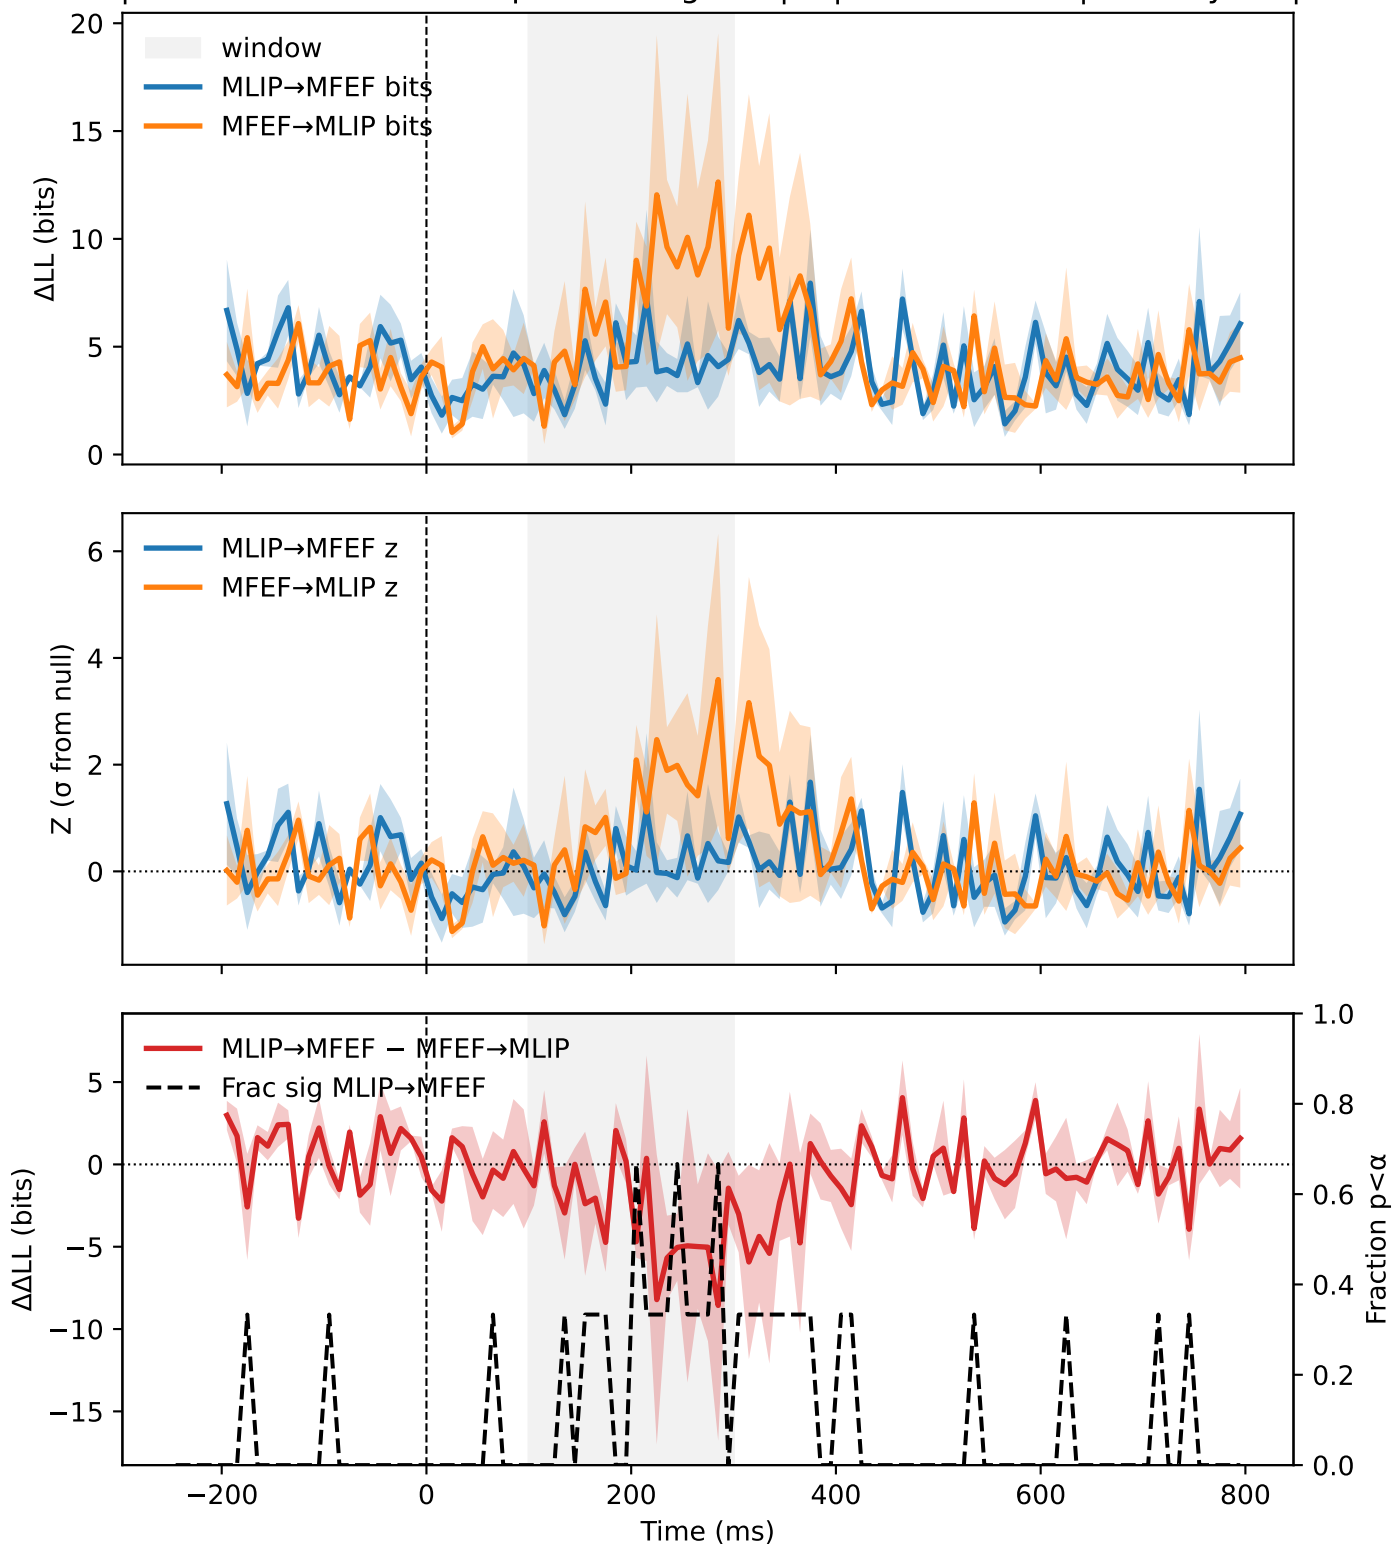 20
15
10
5
0
ΔLL (bits)
window
MLIP→MFEF bits
MFEF→MLIP bits
6
4
2
0
Z (σ from null)
MLIP→MFEF z
MFEF→MLIP z
5
0
−5
−10
−15
ΔΔLL (bits)
MLIP→MFEF − MFEF→MLIP
Frac sig MLIP→MFEF
1.0
0.8
0.6
0.4
0.2
0.0
Fraction p<α
−200 0 200 400 600 800
Time (ms)